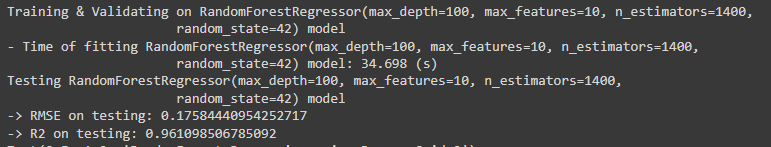 Training & Validating on RandomForestRegressor(max_depth=100, max_features=10, n_estimators=1400,
random_state=42) model
- Time of fitting RandomForestRegressor(max_depth=100, max_features=10, n_estimators=1400,
random_state=42) model: 34.698 (s)
Testing RandomForestRegressor(max_depth=100, max_features=10, n_estimators=1400,
random_state=42) model
-> RMSE on testing: 0.17584440954252717
-> R2 on testing: 0.961098506785092